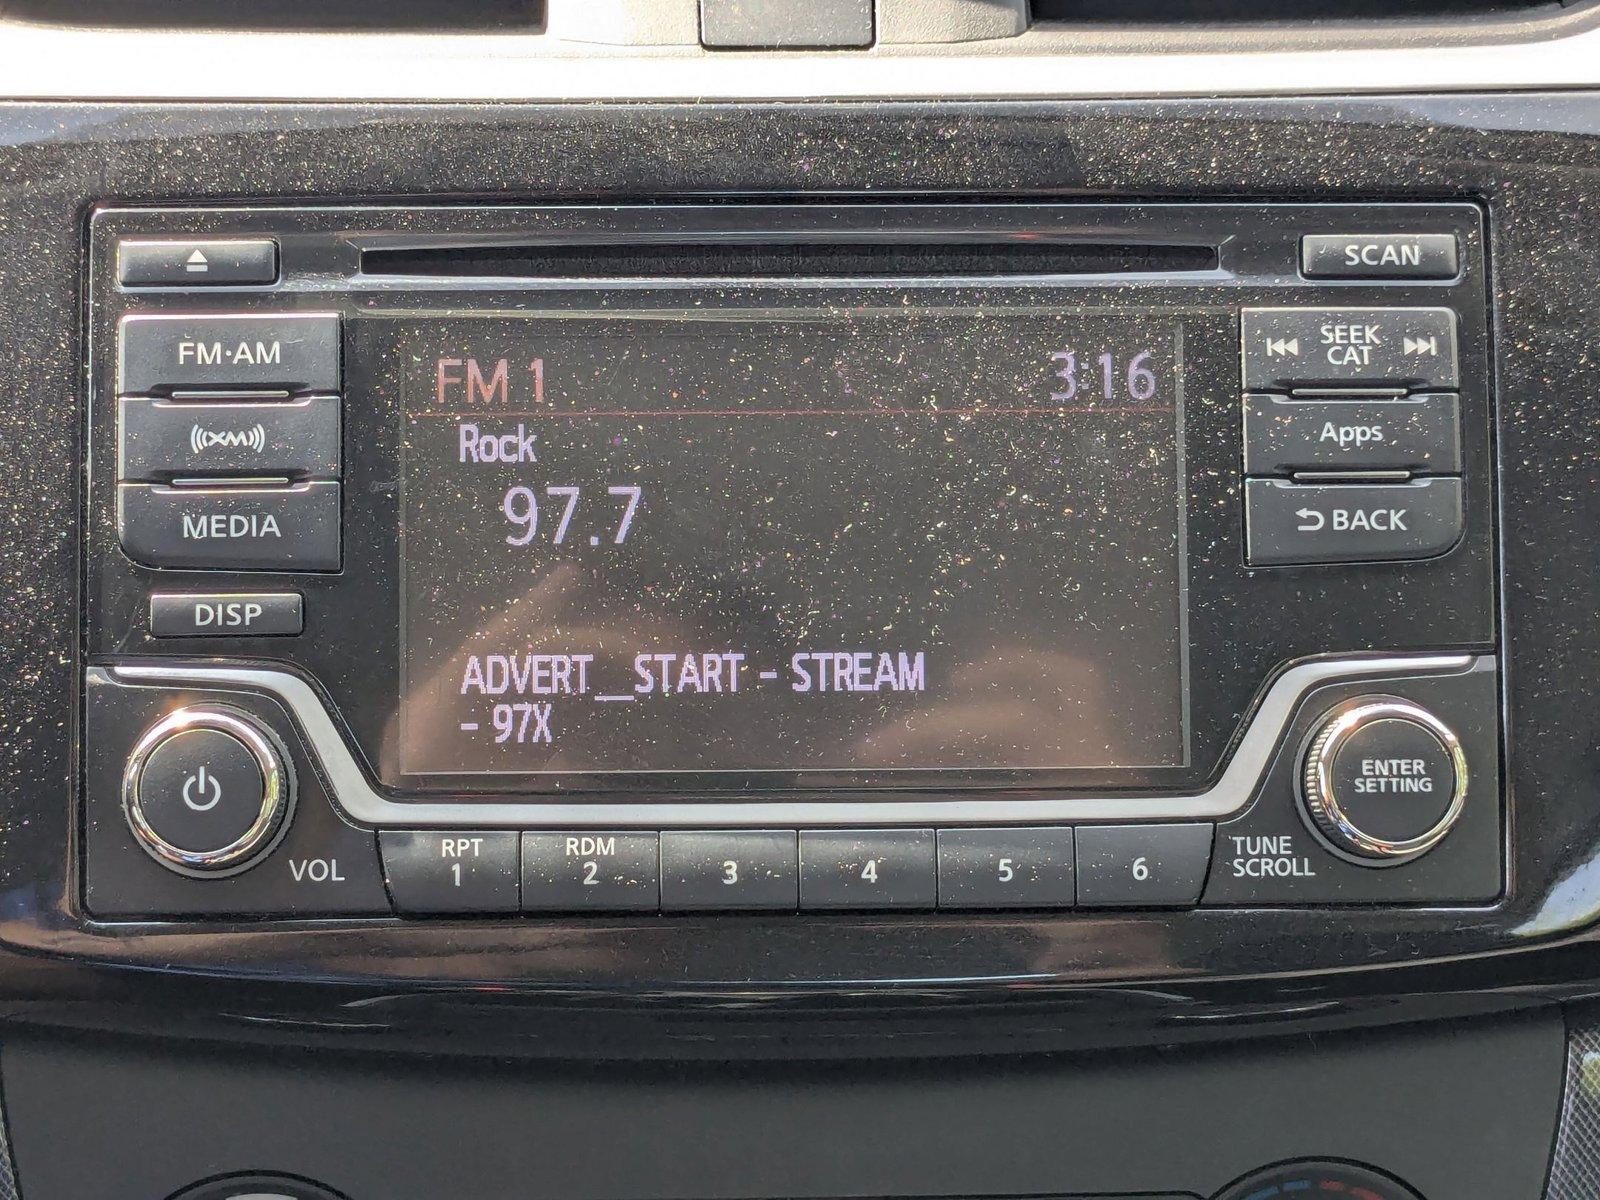 SCAN
FM·AM
SEEK
CAT
FM 1
3:16
Rock
97.7
((XM))
Apps
MEDIA
BACK
DISP
ADVERT_START - STREAM
- 97X
ENTER
SETTING
VOL
RPT
1
RDM
2
3
4
5
6
TUNE
SCROLL